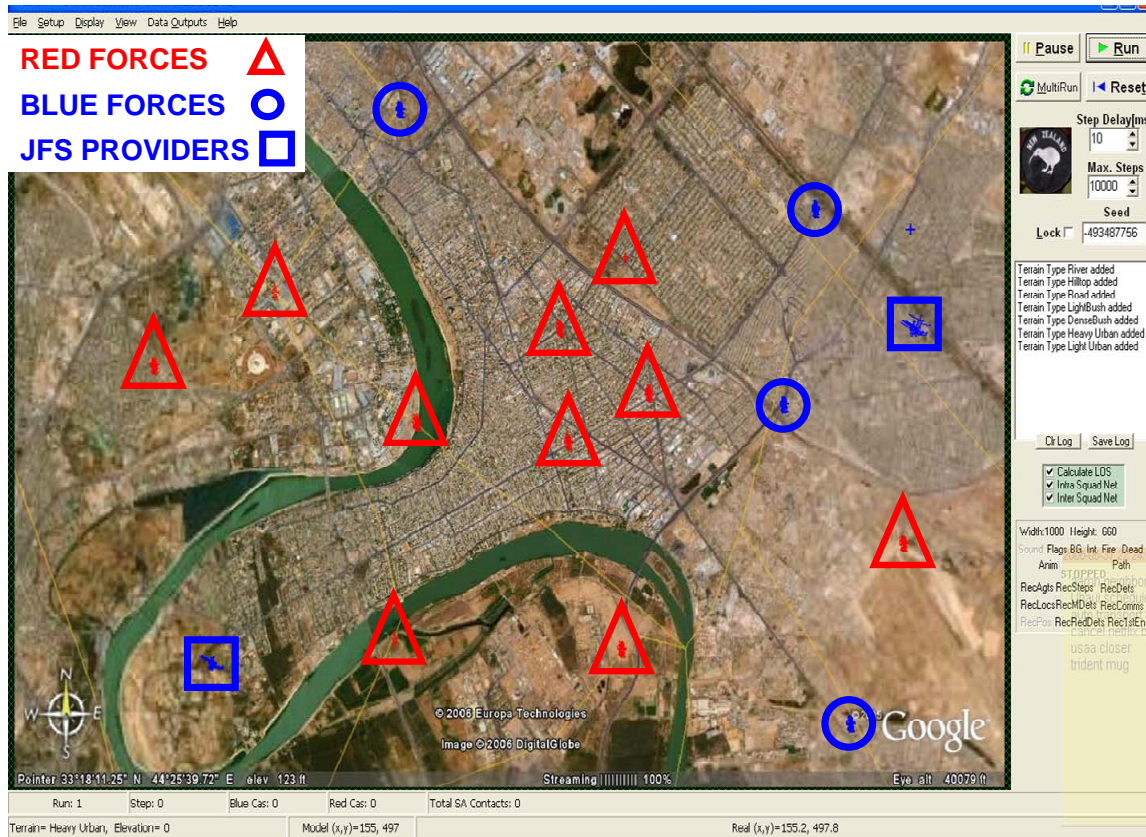 File Setup Display View Data Outputs Help
RED FORCES
BLUE FORCES
JFS PROVIDERS
Pause Run
MultiRun Reset
Step Delay[ms
10
Max. Steps
10000
Seed
Lock -493487756
NEW ZEALAND
Terrain Type River added
Terrain Type Hilltop added
Terrain Type Road added
Terrain Type LightBush added
Terrain Type DenseBush added
Terrain Type Heavy Urban added
Terrain Type Light Urban added
Clr Log Save Log
Calculate LOS
Intra Squad Net
Inter Squad Net
Width:1000 Height: 660
Sound Flags BG Int Fire Dead
Anim Path
STOPPED
RecAgts RecSteps RecDets
RecLocs RecMDets RecComms
RecPos RecRedDets Rec1stEn
cancel netflix
usaa closer
trident mug
N
W E
S
© 2006 Europa Technologies
Image © 2006 DigitalGlobe
Google
Pointer 33°18'11.25" N 44°25'39.72" E elev 123 ft Streaming 100% Eye alt 40079 ft
Run: 1 Step: 0 Blue Cas: 0 Red Cas: 0 Total SA Contacts: 0
Terrain= Heavy Urban, Elevation= 0 Model (x,y)=155, 497 Real (x,y)=155.2, 497.8